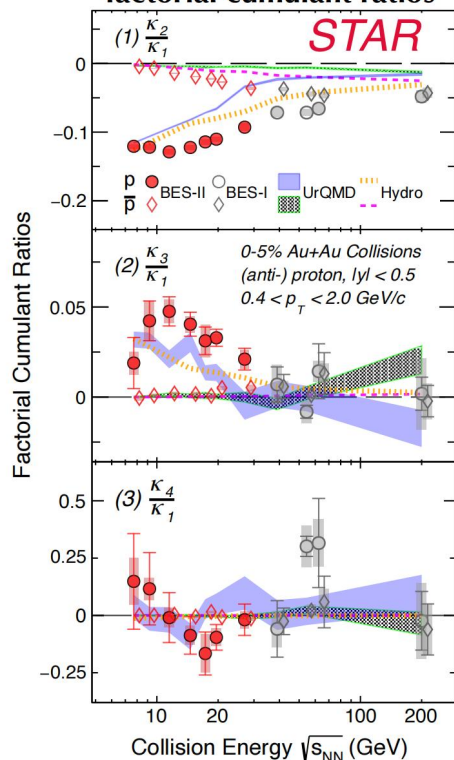 factorial cumulant ratios
(1) κ2/κ1
STAR
0
−0.1
−0.2
p
p̅
BES-II
BES-I
UrQMD
Hydro
(2) κ3/κ1
0-5% Au+Au Collisions
(anti-) proton, |y| < 0.5
0.4 < pT < 2.0 GeV/c
0.05
0
(3) κ4/κ1
0.5
0.25
0
−0.25
Factorial Cumulant Ratios
10
20
100
200
Collision Energy √sNN (GeV)